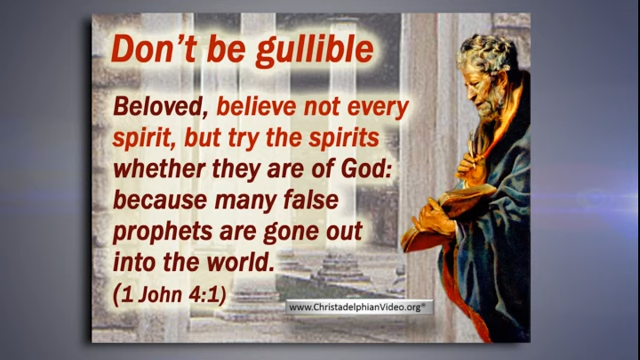 Don't be gullible
Beloved, believe not every
spirit, but try the spirits
whether they are of God:
because many false
prophets are gone out
into the world.
(1 John 4:1)
www.ChristadelphianVideo.org®